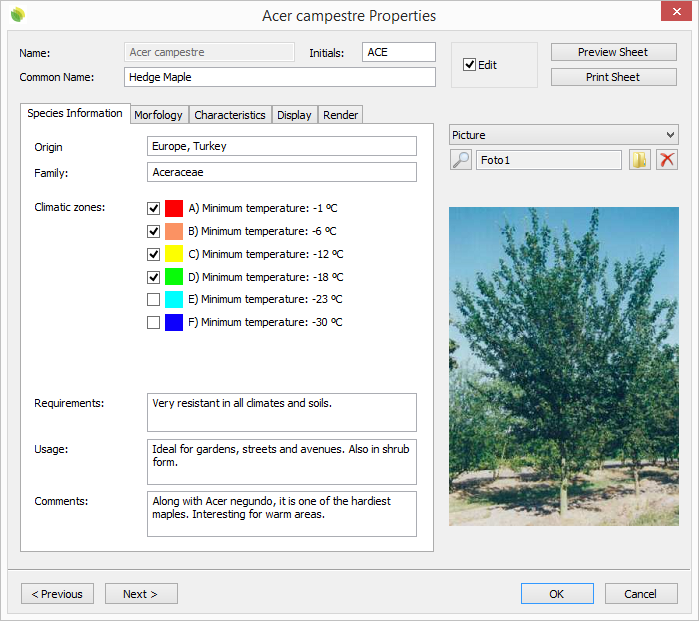 Acer campestre Properties
Name: Acer campestre Initials: ACE
Edit
Preview Sheet
Common Name: Hedge Maple
Print Sheet
Species Information Morfology Characteristics Display Render
Origin Europe, Turkey
Family: Aceraceae
Climatic zones:
A) Minimum temperature: -1 ºC
B) Minimum temperature: -6 ºC
C) Minimum temperature: -12 ºC
D) Minimum temperature: -18 ºC
E) Minimum temperature: -23 ºC
F) Minimum temperature: -30 ºC
Requirements: Very resistant in all climates and soils.
Usage: Ideal for gardens, streets and avenues. Also in shrub
form.
Comments: Along with Acer negundo, it is one of the hardiest
maples. Interesting for warm areas.
Picture
Foto1
< Previous Next > OK Cancel